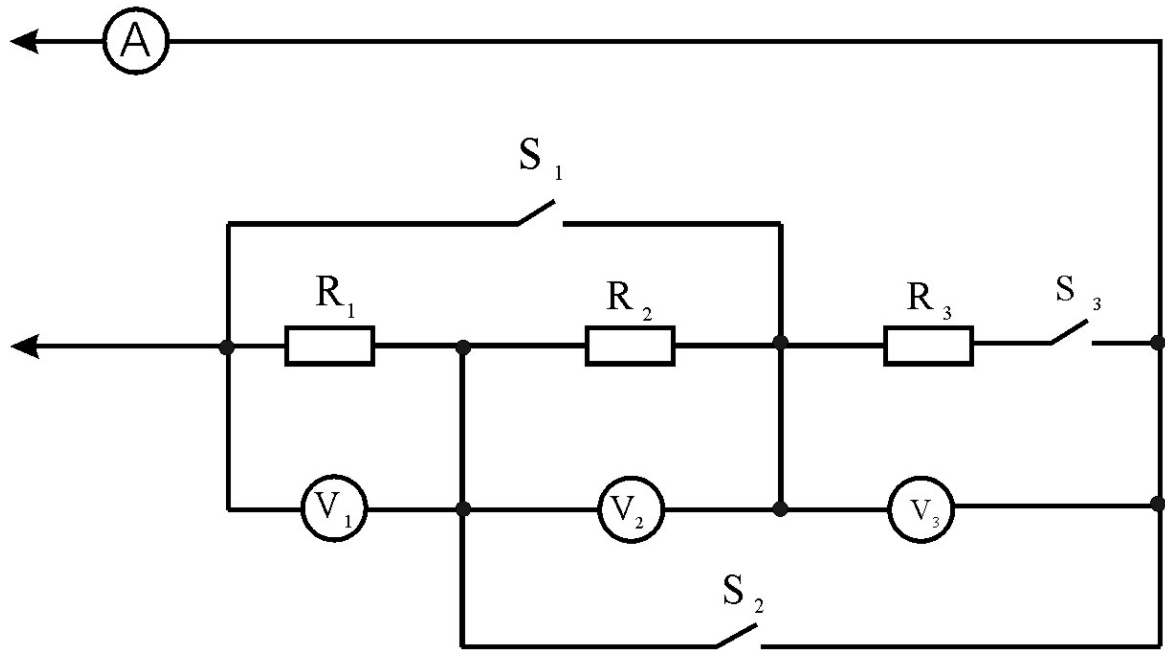 A
S₁
R₁ R₂ R₃ S₃
V₁ V₂ V₃
S₂